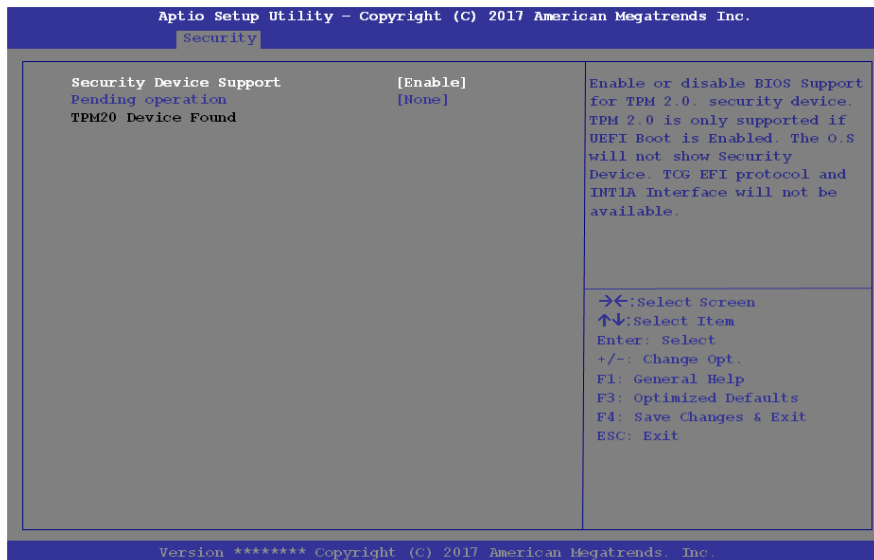 Aptio Setup Utility – Copyright (C) 2017 American Megatrends Inc.
Security
Security Device Support [Enable]
Pending operation [None]
TPM20 Device Found
Enable or disable BIOS Support
for TPM 2.0. security device.
TPM 2.0 is only supported if
UEFI Boot is Enabled. The O.S
will not show Security
Device. TCG EFI protocol and
INT1A Interface will not be
available.
→←:Select Screen
↑↓:Select Item
Enter: Select
+/-: Change Opt.
F1: General Help
F3: Optimized Defaults
F4: Save Changes & Exit
ESC: Exit
Version ******** Copyright (C) 2017 American Megatrends. Inc.